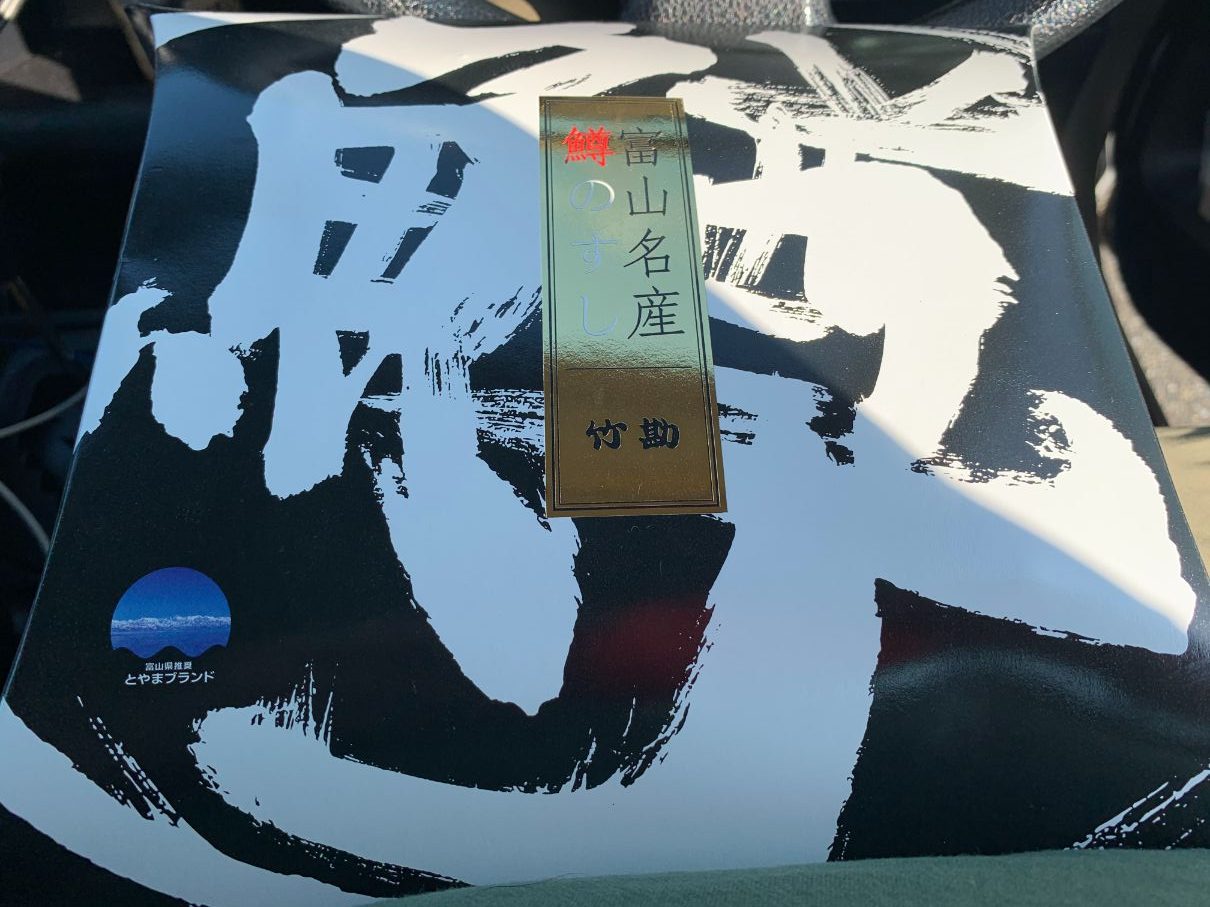 鱒
富山名産
鱒のすし
竹勘
富山県推奨
とやまブランド